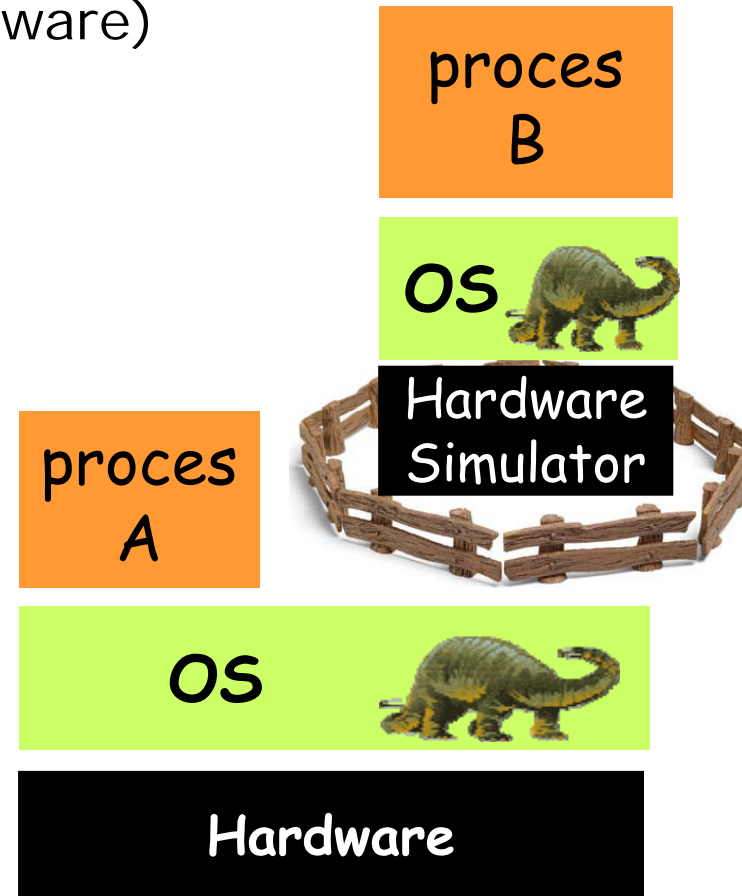 ware)
proces
B
OS
Hardware
Simulator
proces
A
OS
Hardware